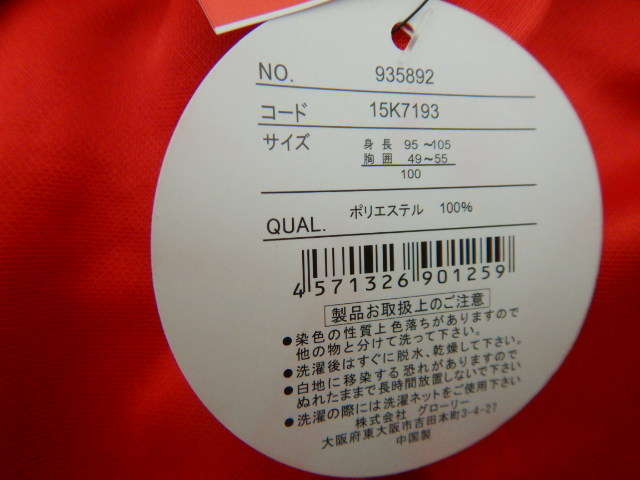 NO. 935892
コード 15K7193
サイズ 身長 95~105
胸囲 49~55
100
QUAL. ポリエステル 100%
4571326901259
製品お取扱上のご注意
●染色の性質上色落ちがありますので
他の物と分けて洗って下さい。
●洗濯後はすぐに脱水、乾燥して下さい。
●白地に移染する恐れがありますので
ぬれたままで長時間放置しないで下さい
●洗濯の際には洗濯ネットをご使用下さい
株式会社 グローリー
大阪府東大阪市吉田本町3-4-27
中国製